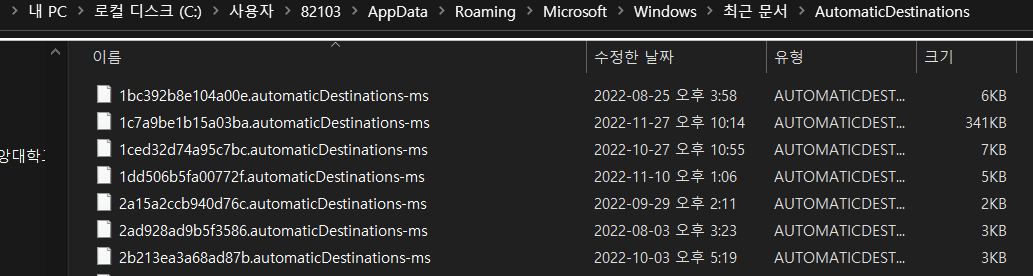 내 PC > 로컬 디스크 (C:) > 사용자 > 82103 > AppData > Roaming > Microsoft > Windows > 최근 문서 > AutomaticDestinations
이름 수정한 날짜 유형 크기
1bc392b8e104a00e.automaticDestinations-ms 2022-08-25 오후 3:58 AUTOMATICDEST... 6KB
1c7a9be1b15a03ba.automaticDestinations-ms 2022-11-27 오후 10:14 AUTOMATICDEST... 341KB
1ced32d74a95c7bc.automaticDestinations-ms 2022-10-27 오후 10:55 AUTOMATICDEST... 7KB
1dd506b5fa00772f.automaticDestinations-ms 2022-11-10 오후 1:06 AUTOMATICDEST... 5KB
2a15a2ccb940d76c.automaticDestinations-ms 2022-09-29 오후 2:11 AUTOMATICDEST... 2KB
2ad928ad9b5f3586.automaticDestinations-ms 2022-08-03 오후 3:23 AUTOMATICDEST... 3KB
2b213ea3a68ad87b.automaticDestinations-ms 2022-10-03 오후 5:19 AUTOMATICDEST... 3KB